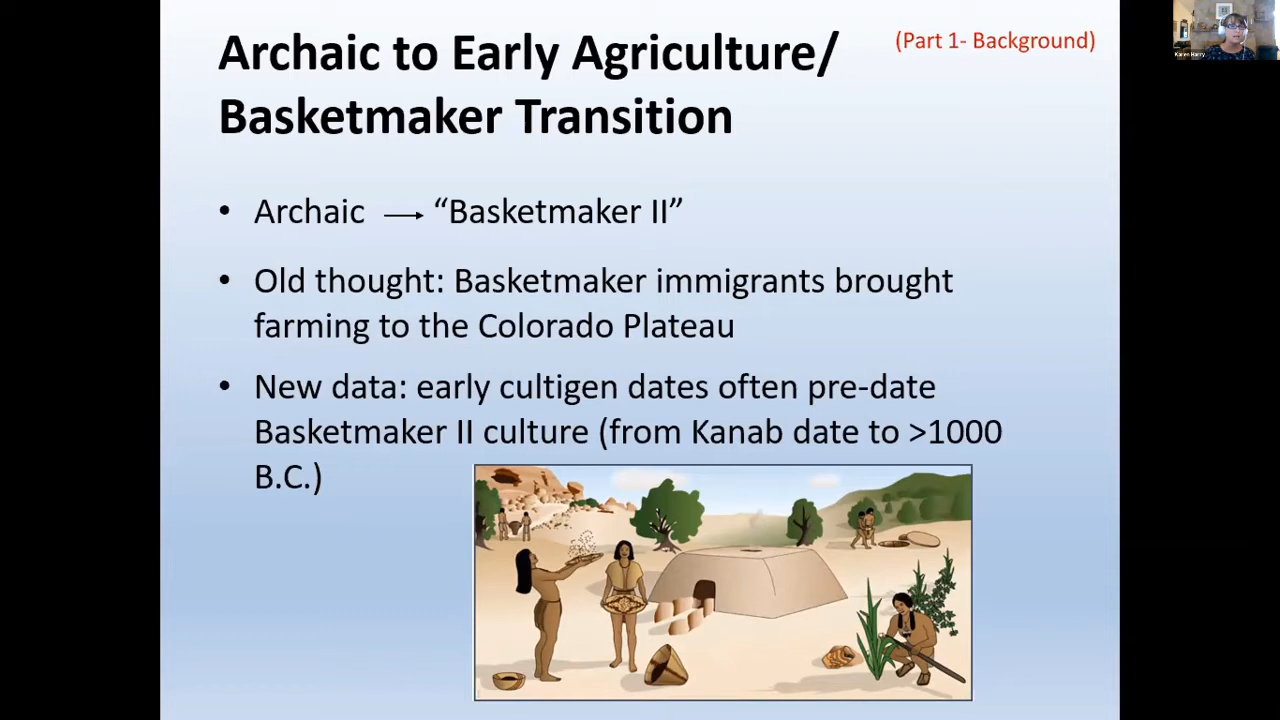 Archaic to Early Agriculture/
(Part 1- Background)
Basketmaker Transition
• Archaic → “Basketmaker II”
• Old thought: Basketmaker immigrants brought
farming to the Colorado Plateau
• New data: early cultigen dates often pre-date
Basketmaker II culture (from Kanab date to >1000
B.C.)
Karen Harry